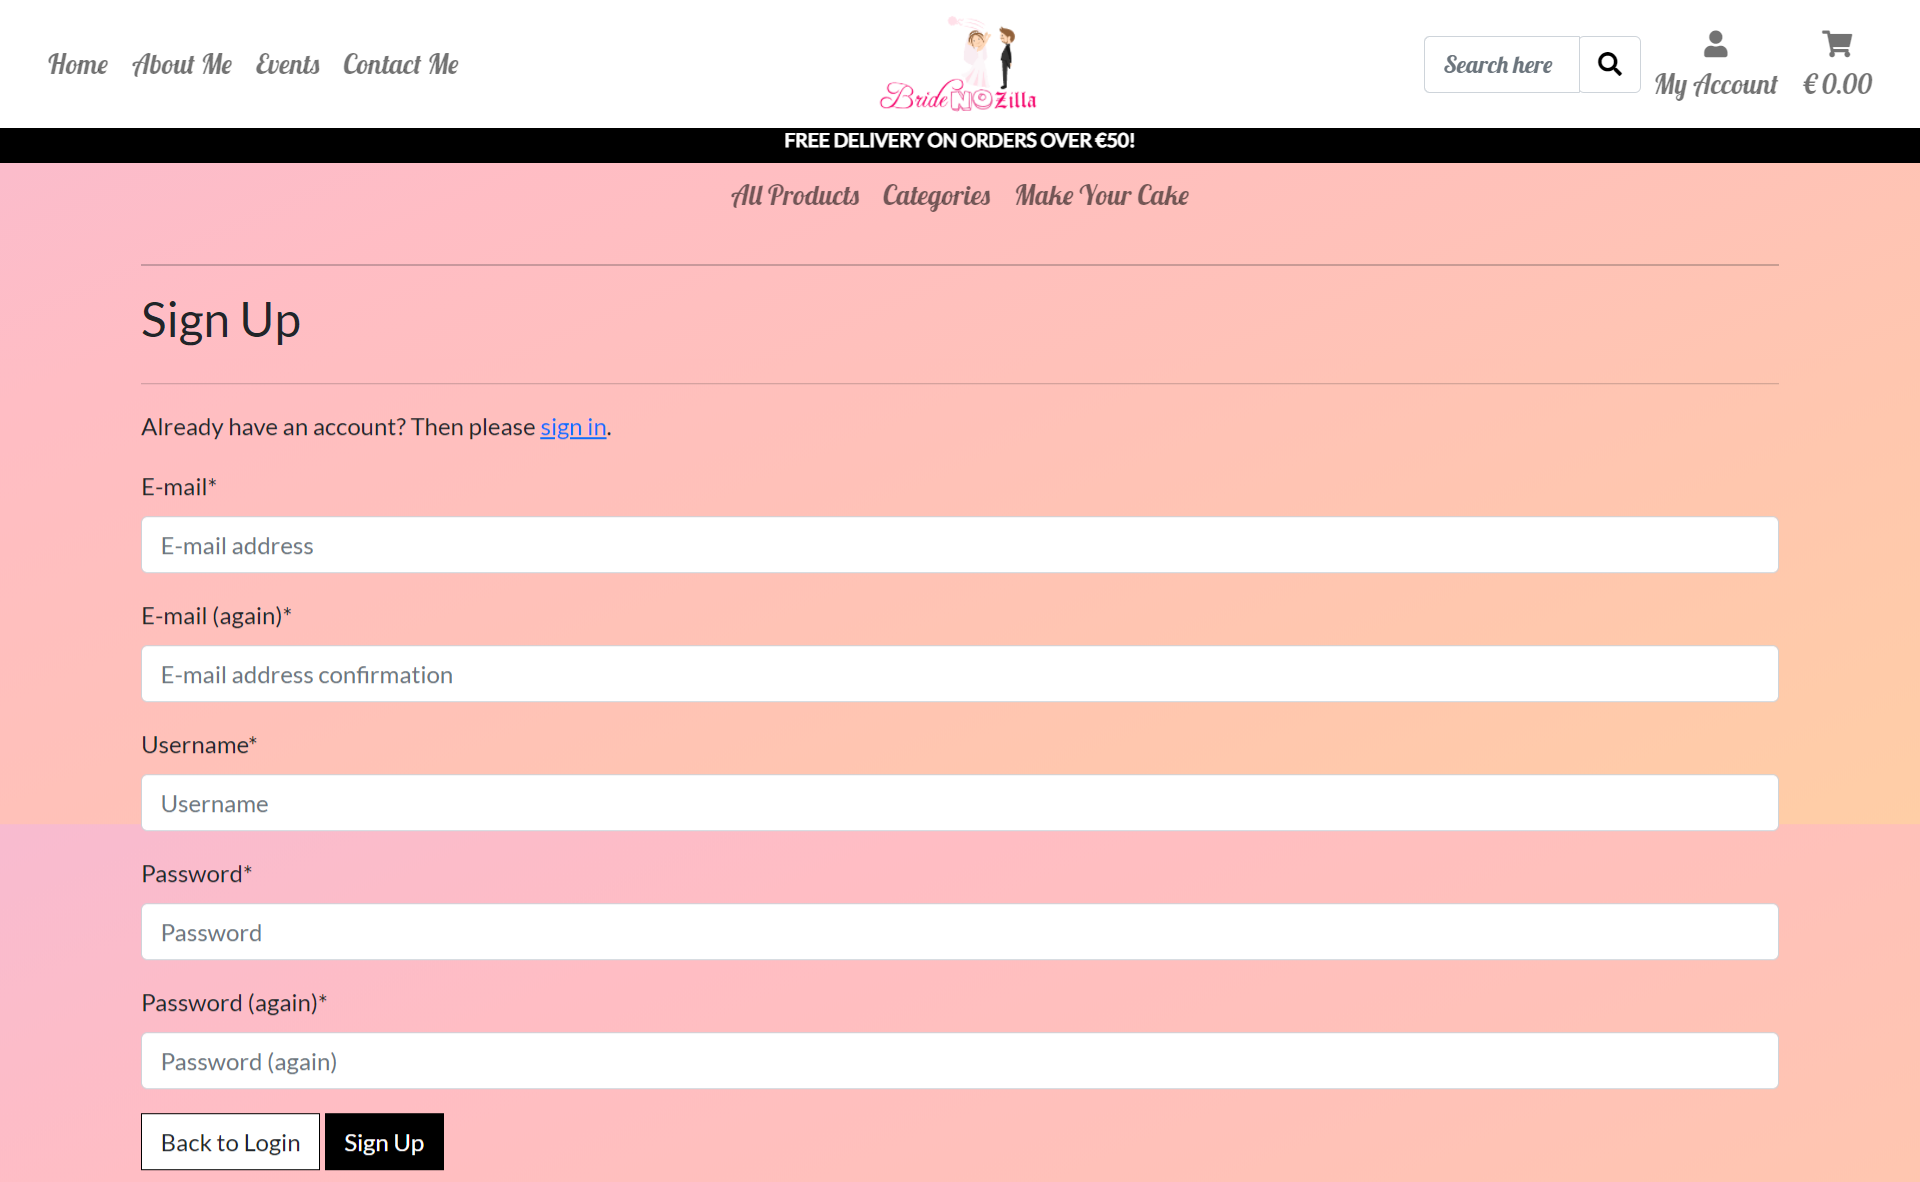 Home About Me Events Contact Me
BrideNOZilla
Search here
My Account
€ 0.00
FREE DELIVERY ON ORDERS OVER €50!
All Products Categories Make Your Cake
Sign Up
Already have an account? Then please sign in.
E-mail*
E-mail address
E-mail (again)*
E-mail address confirmation
Username*
Username
Password*
Password
Password (again)*
Password (again)
Back to Login Sign Up